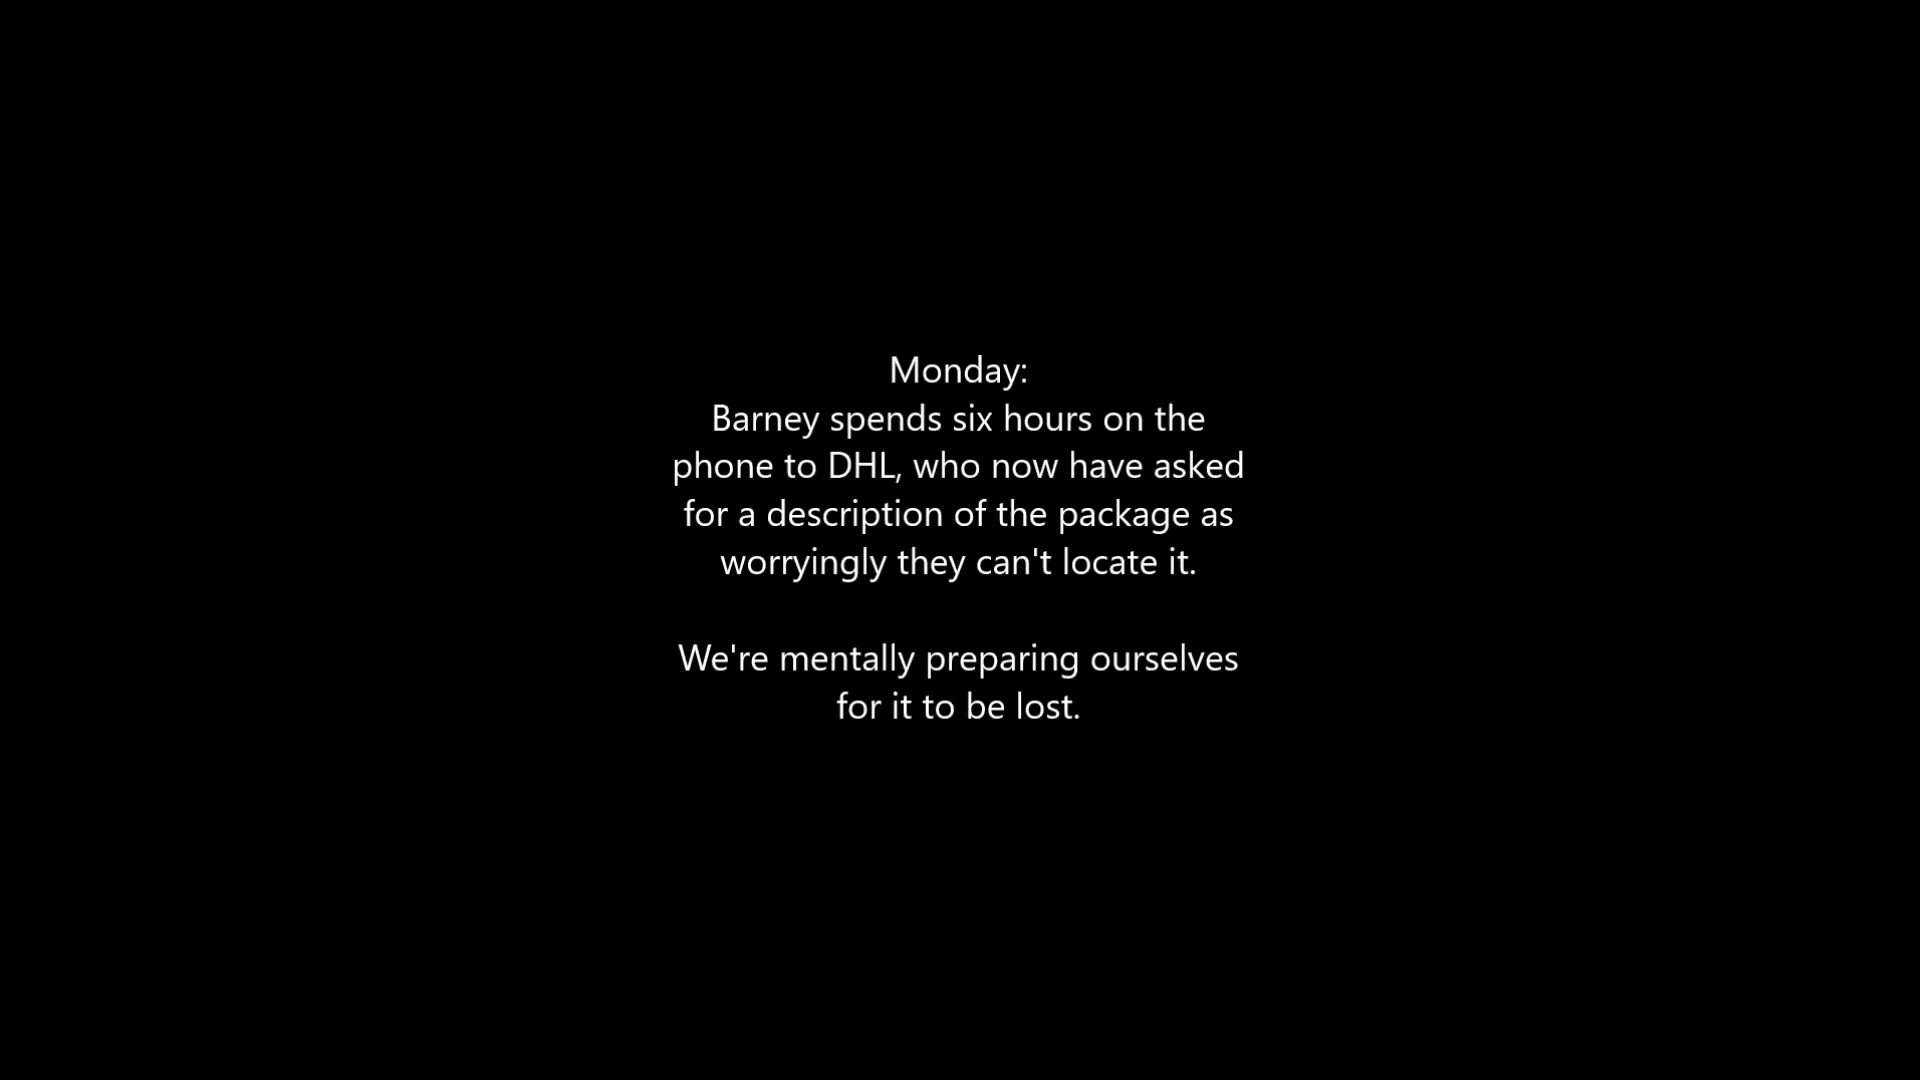 Monday:
Barney spends six hours on the
phone to DHL, who now have asked
for a description of the package as
worryingly they can't locate it.
We're mentally preparing ourselves
for it to be lost.